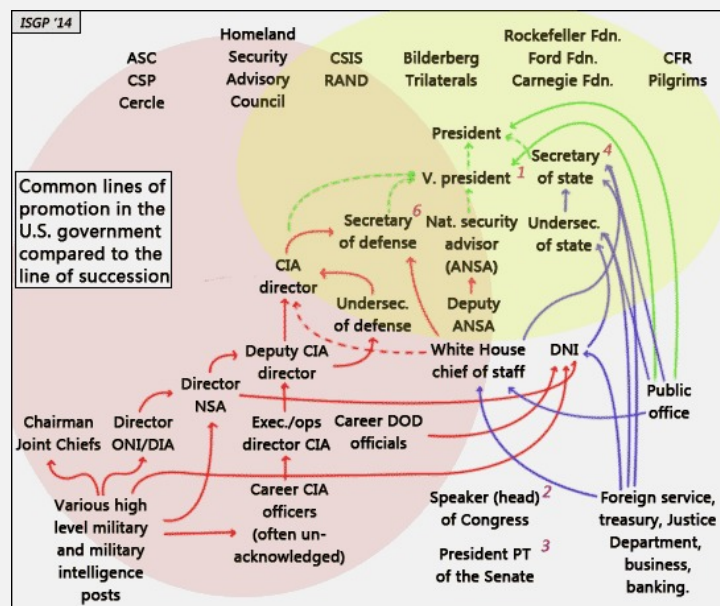 ISGP '14
ASC
CSP
Cercle
Homeland
Security
Advisory
Council
CSIS
RAND
Bilderberg
Trilaterals
Rockefeller Fdn.
Ford Fdn.
Carnegie Fdn.
CFR
Pilgrims
Common lines of
promotion in the
U.S. government
compared to the
line of succession
President
V. president 1
Secretary 4
of state
Secretary 6
of defense
Nat. security
advisor
(ANSA)
Undersec.
of state
CIA
director
Undersec.
of defense
Deputy
ANSA
Deputy CIA
director
White House
chief of staff
DNI
Director
NSA
Public
office
Chairman
Joint Chiefs
Director
ONI/DIA
Exec./ops
director CIA
Career DOD
officials
Various high
level military
and military
intelligence
posts
Career CIA
officers
(often un-
acknowledged)
Speaker (head) 2
of Congress
President PT 3
of the Senate
Foreign service,
treasury, Justice
Department,
business,
banking.